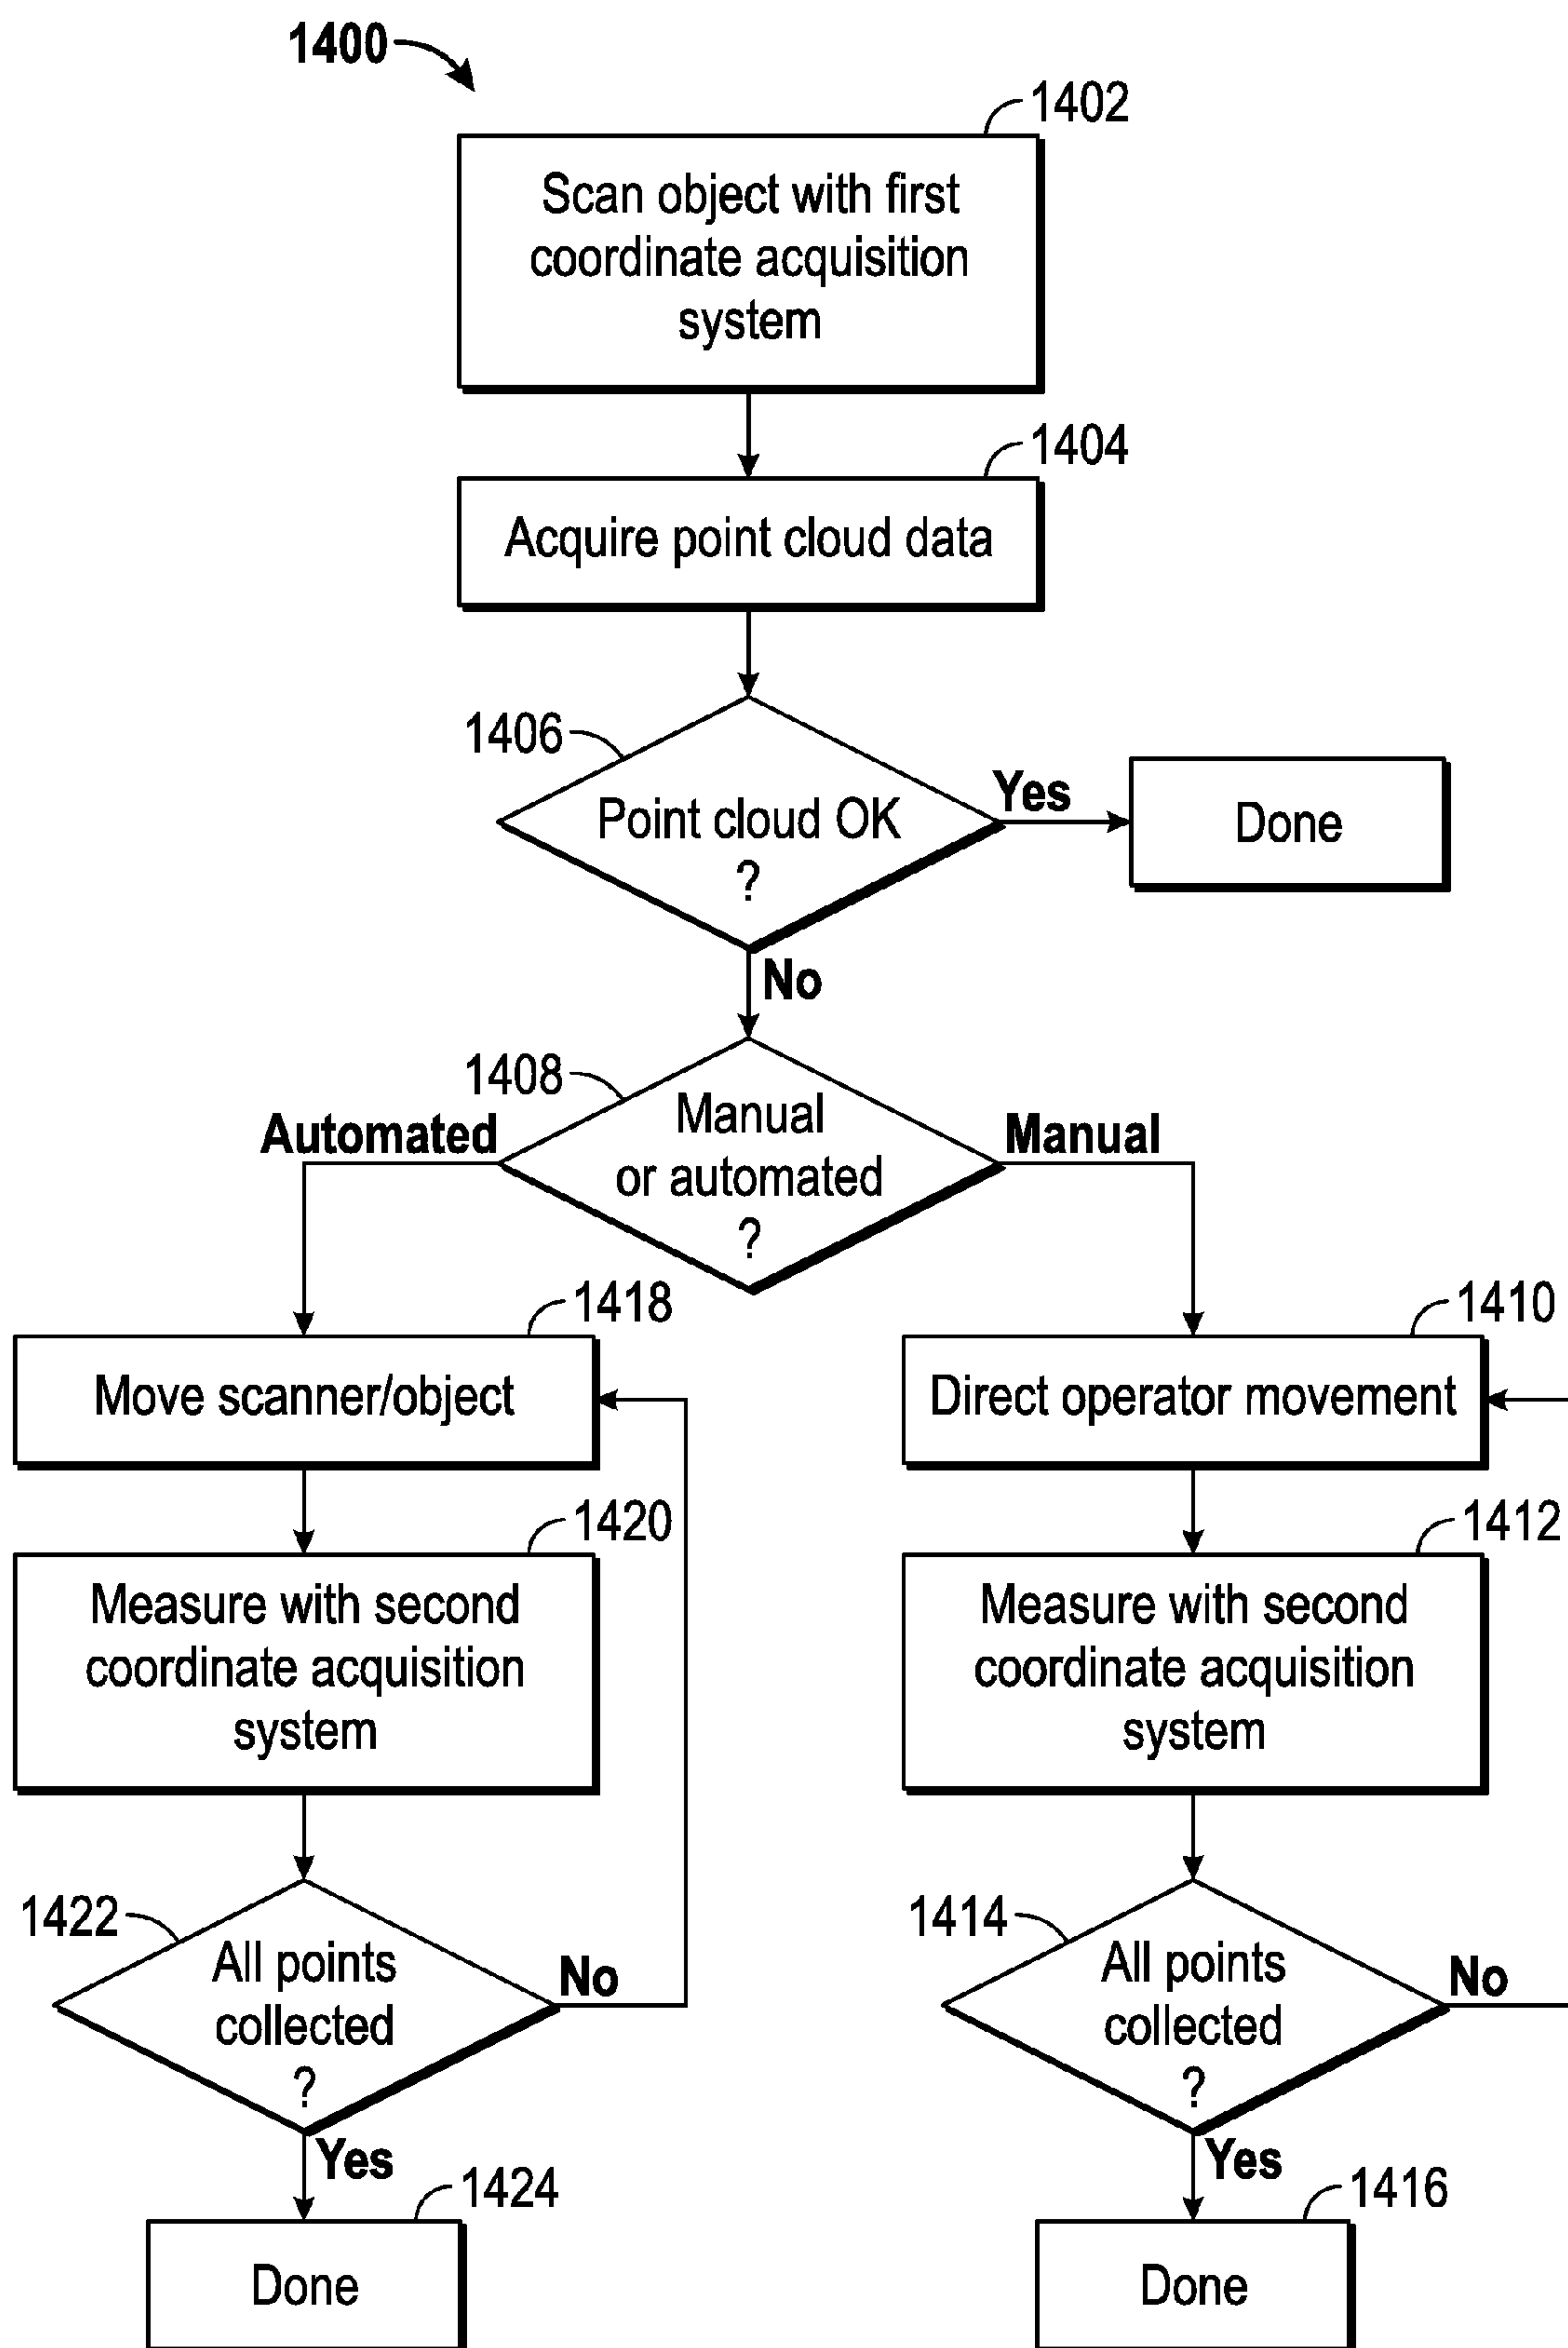 1400
1402
Scan object with first
coordinate acquisition
system
1404
Acquire point cloud data
1406
Point cloud OK
?
Yes
Done
No
1408
Manual
or automated
?
Automated
Manual
1418
Move scanner/object
1420
Measure with second
coordinate acquisition
system
1422
All points
collected
?
No
Yes
1424
Done
1410
Direct operator movement
1412
Measure with second
coordinate acquisition
system
1414
All points
collected
?
No
Yes
1416
Done